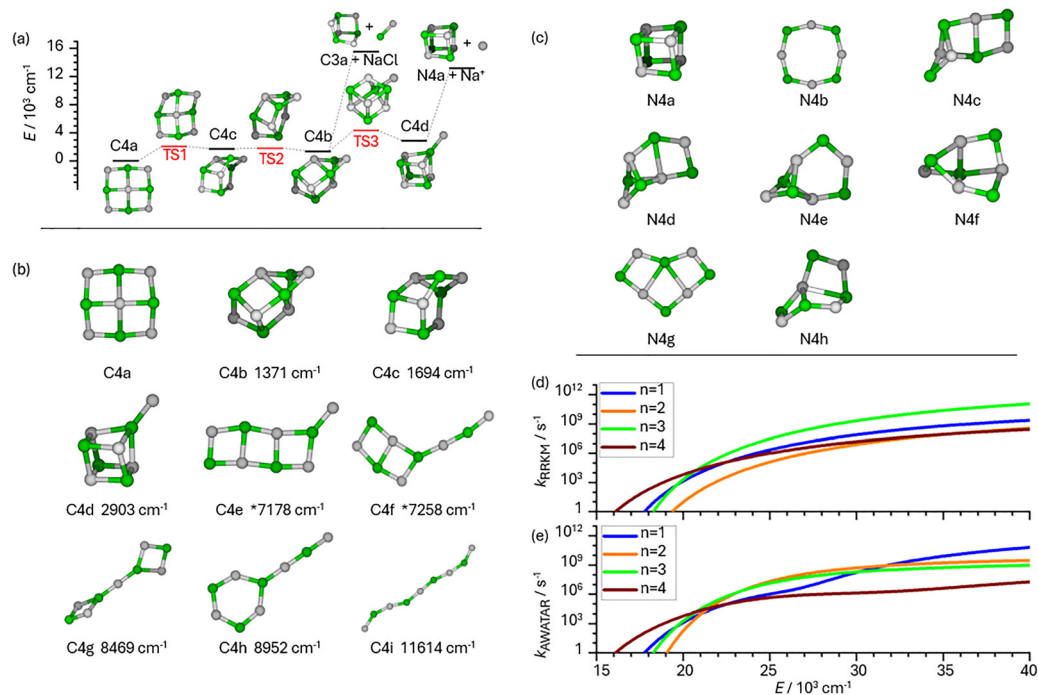 (a)
E / 10³ cm⁻¹
16
12
8
4
0
C4a
TS1
C4c
TS2
C4b
TS3
C4d
+
C3a + NaCl
+
N4a + Na⁺
(b)
C4a
C4b 1371 cm⁻¹
C4c 1694 cm⁻¹
C4d 2903 cm⁻¹
C4e *7178 cm⁻¹
C4f *7258 cm⁻¹
C4g 8469 cm⁻¹
C4h 8952 cm⁻¹
C4i 11614 cm⁻¹
(c)
N4a
N4b
N4c
N4d
N4e
N4f
N4g
N4h
(d)
kRRKM / s⁻¹
10¹²
10⁹
10⁶
10³
1
n=1
n=2
n=3
n=4
(e)
kAWATAR / s⁻¹
10¹²
10⁹
10⁶
10³
1
n=1
n=2
n=3
n=4
15
20
25
30
35
40
E / 10³ cm⁻¹